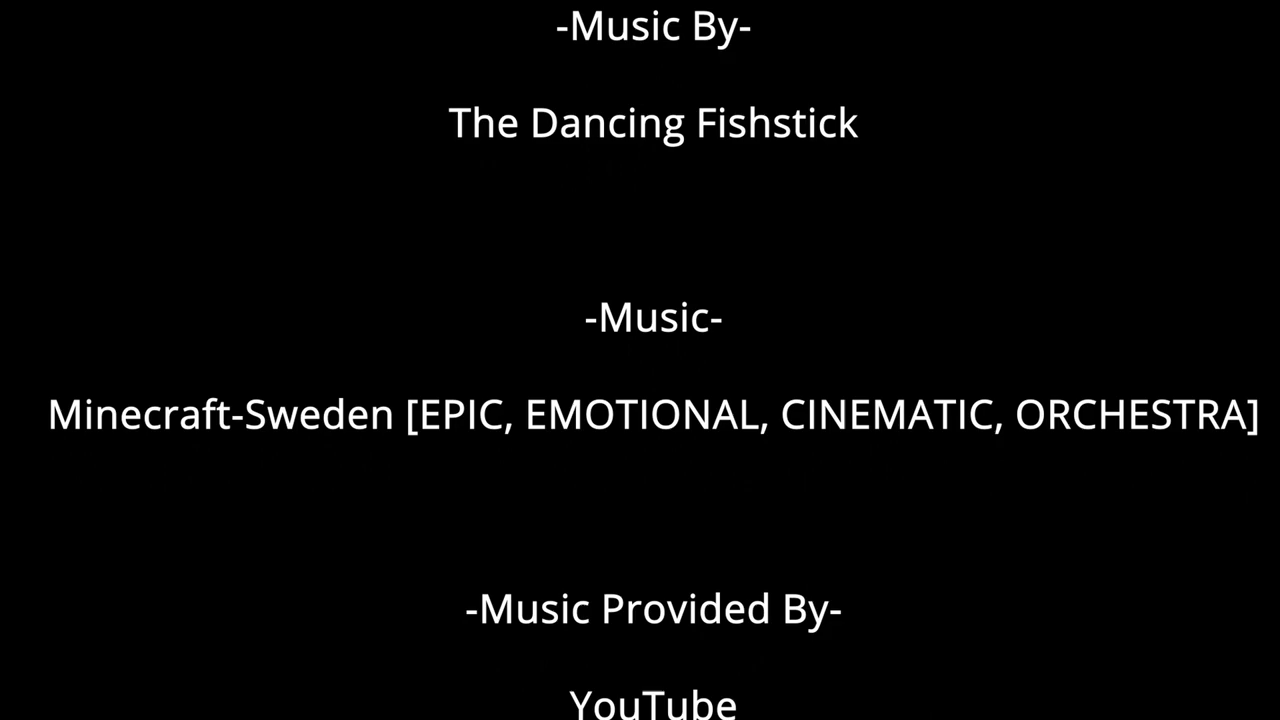 -Music By-
The Dancing Fishstick
-Music-
Minecraft-Sweden [EPIC, EMOTIONAL, CINEMATIC, ORCHESTRA]
-Music Provided By-
YouTube